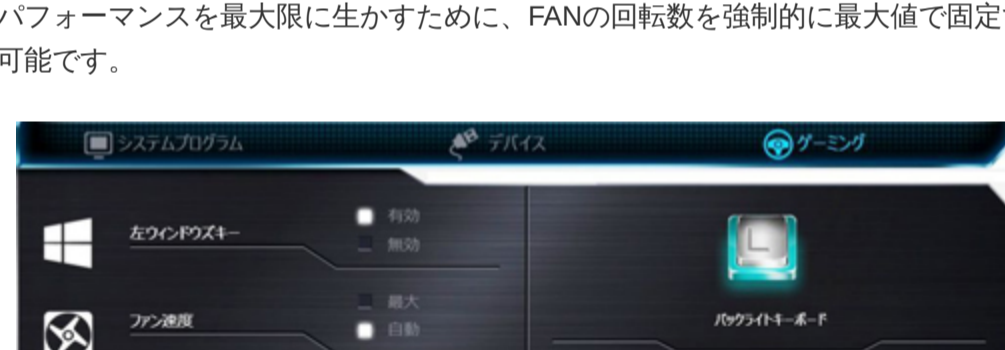 パフォーマンスを最大限に生かすために、FANの回転数を強制的に最大値で固定
可能です。
システムプログラム
デバイス
ゲーミング
左ウィンドウズキー
有効
無効
ファン速度
最大
自動
バックライトキーボード